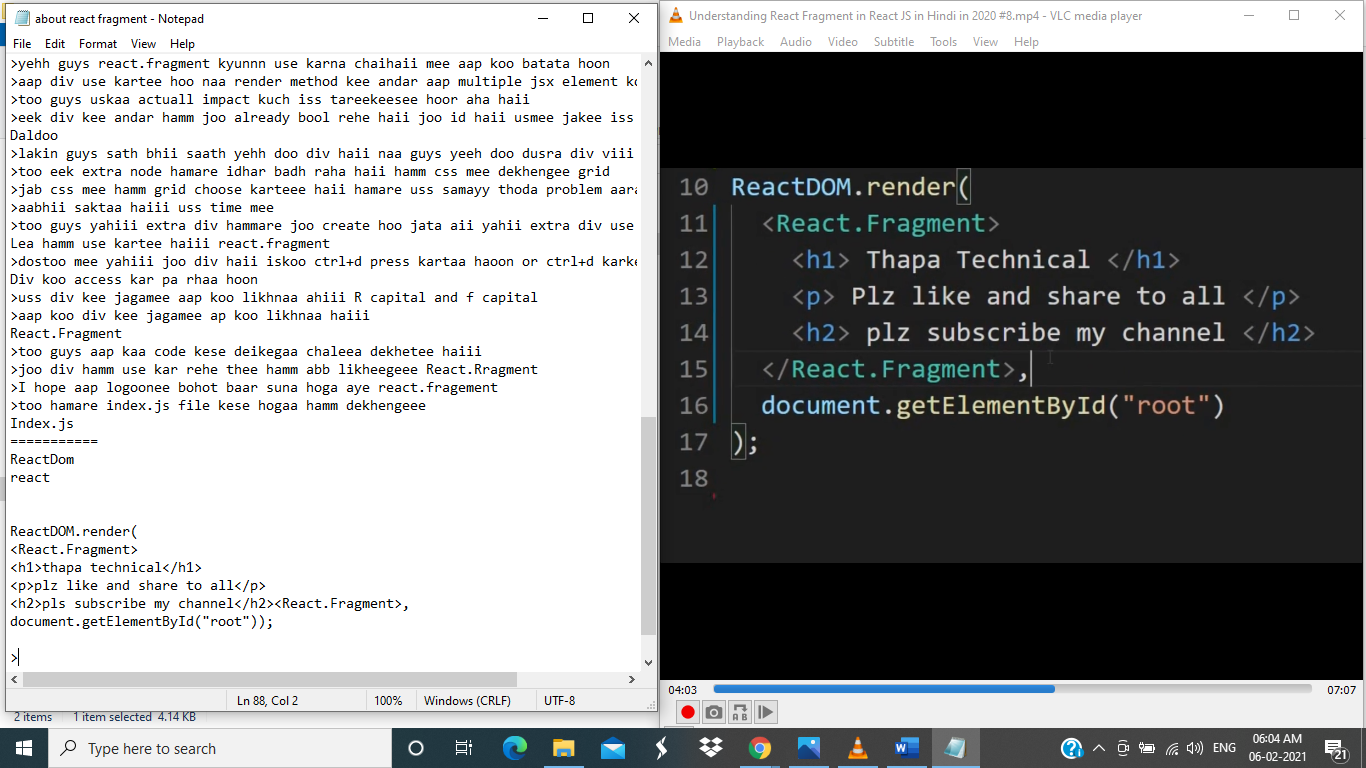 about react fragment - Notepad
File Edit Format View Help
>yehh guys react.fragment kyunnn use karna chaihaii mee aap koo batata hoon
>aap div use kartee hoo naa render method kee andar aap multiple jsx element
>too guys uskaa actuall impact kuch iss tareekeesee hoor aha haii
>eek div kee andar hamm joo already bool rehe haii joo id haii usmee jakee iss
Daldoo
>lakin guys sath bhii saath yehh doo div haii naa guys yeeh doo dusra div viii
>too eek extra node hamare idhar badh raha haii hamm css mee dekhengee grid
>jab css mee hamm grid choose karteee haii hamare uss samayy thoda problem
>aabhii saktaa haiii uss time mee
>too guys yahiii extra div hammare joo create hoo jata aii yahii extra div use
Lea hamm use kartee haiii react.fragment
>dostoo mee yahiii joo div haii iskoo ctrl+d press kartaa haoon or ctrl+d
Div koo access kar pa rhaa hoon
>uss div kee jagamee aap koo likhnaa ahiii R capital and f capital
>aap koo div kee jagamee ap koo likhnaa haiii
React.Fragment
>too guys aap kaa code kese deikegaa chaleea dekhetee haiii
>joo div hamm use kar rehe thee hamm abb likheegeee React.Rragment
>I hope aap logoonee bohot baar suna hoga aye react.fragement
>too hamare index.js file kese hogaa hamm dekhengeee
Index.js
===========
ReactDom
react
ReactDOM.render(
<React.Fragment>
<h1>thapa technical</h1>
<p>plz like and share to all</p>
<h2>pls subscribe my channel</h2><React.Fragment>,
document.getElementById("root"));
>
Ln 88, Col 2 100% Windows (CRLF) UTF-8
2 items 1 item selected 4.14 KB
Understanding React Fragment in React JS in Hindi in 2020 #8.mp4 - VLC media player
Media Playback Audio Video Subtitle Tools View Help
10 ReactDOM.render(
11 <React.Fragment>
12 <h1> Thapa Technical </h1>
13 <p> Plz like and share to all </p>
14 <h2> plz subscribe my channel </h2>
15 </React.Fragment>,
16 document.getElementById("root")
17 );
18
04:03 07:07
Type here to search
ENG
06:04 AM
06-02-2021
21